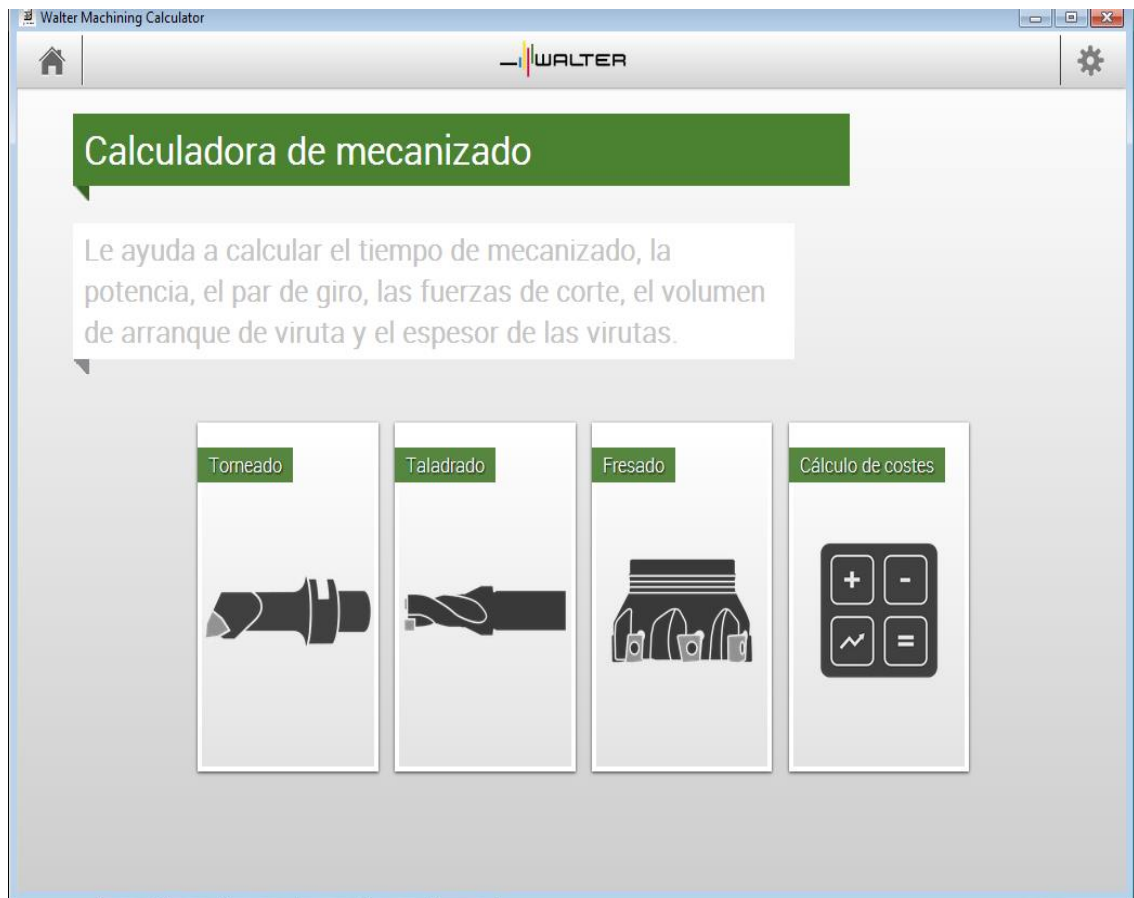 Walter Machining Calculator
WALTER
Calculadora de mecanizado
Le ayuda a calcular el tiempo de mecanizado, la
potencia, el par de giro, las fuerzas de corte, el volumen
de arranque de viruta y el espesor de las virutas.
Torneado
Taladrado
Fresado
Cálculo de costes